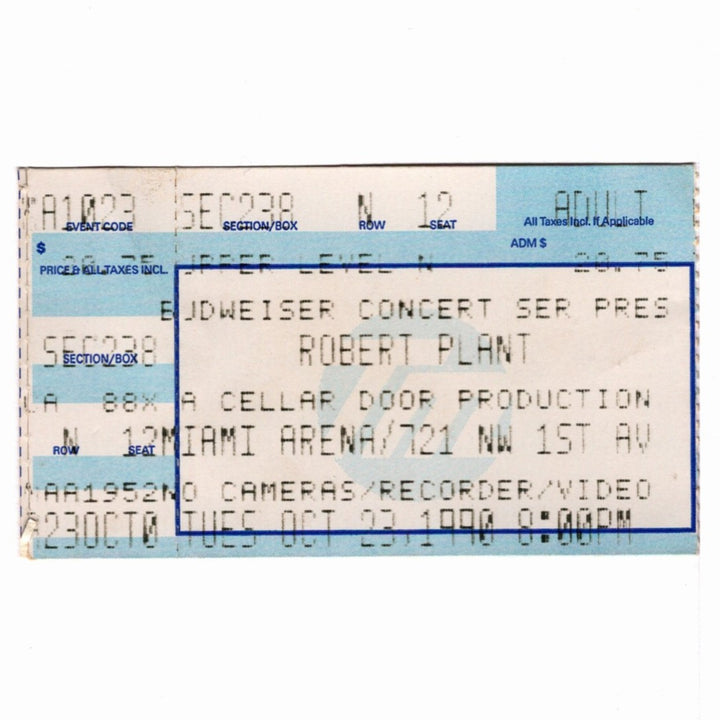 A1023 SEC238 N 12 ADULT
EVENT CODE SECTION/BOX ROW SEAT All Taxes Incl. If Applicable
$ ADM $
20.75 UPPER LEVEL N 20.75
PRICE & ALL TAXES INCL.
BUDWEISER CONCERT SER PRES
SEC238 ROBERT PLANT
SECTION/BOX
CA 88X A CELLAR DOOR PRODUCTION
N 12 MIAMI ARENA/721 NW 1ST AV
ROW SEAT
AA1952 NO CAMERAS/RECORDER/VIDEO
23OCT0 TUES OCT 23,1990 8:00PM